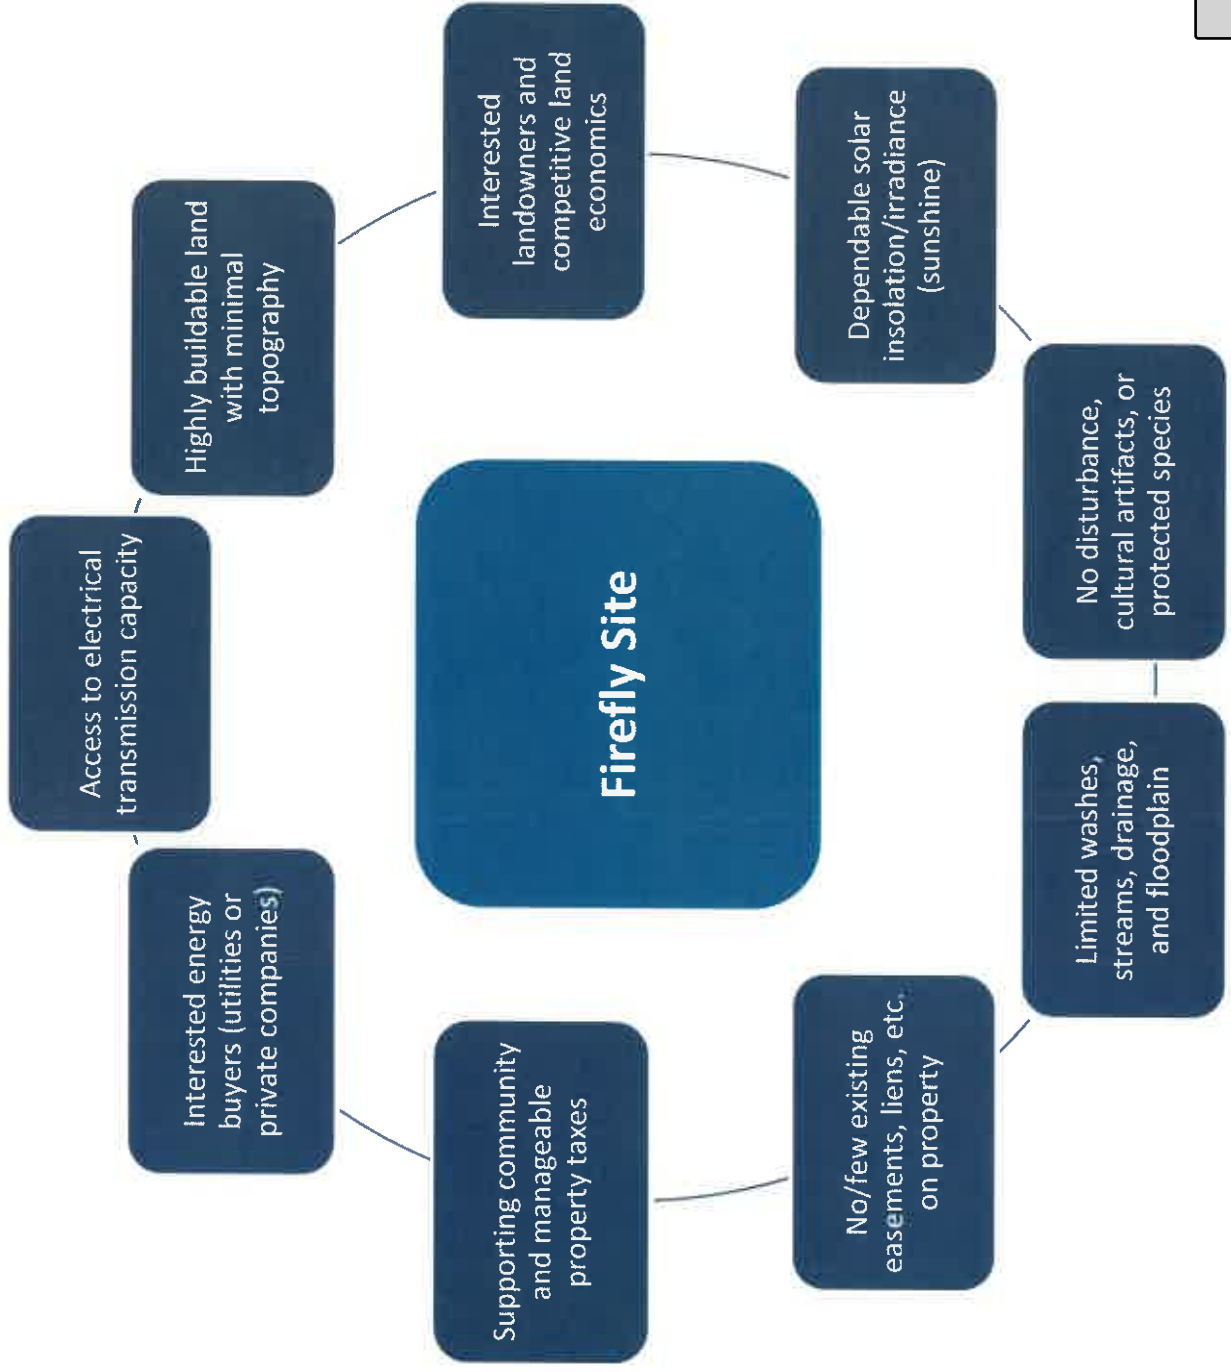 Firefly Site
Access to electrical
transmission capacity
Highly buildable land
with minimal
topography
Interested
landowners and
competitive land
economics
Dependable solar
insolation/irradiance
(sunshine)
No disturbance,
cultural artifacts, or
protected species
Limited washes,
streams, drainage,
and floodplain
No/few existing
easements, liens, etc.
on property
Supporting community
and manageable
property taxes
Interested energy
buyers (utilities or
private companies)